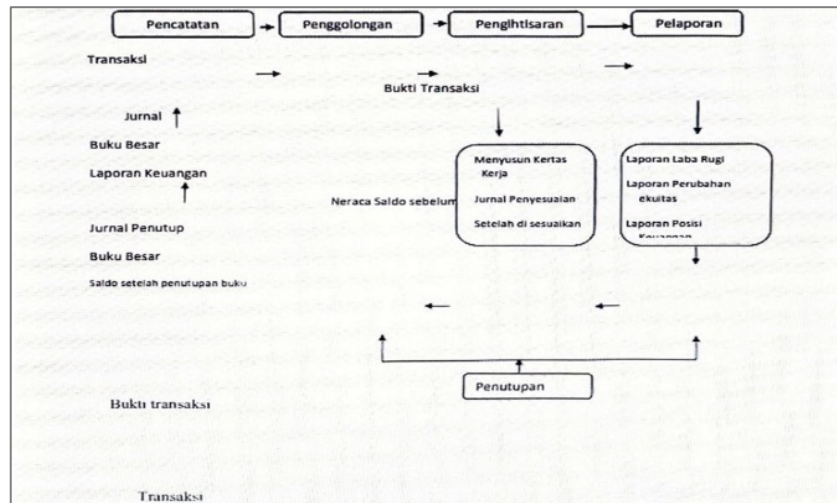 Pencatatan
Penggolongan
Pengihtisaran
Pelaporan
Transaksi
Bukti Transaksi
Jurnal
Buku Besar
Laporan Keuangan
Neraca Saldo sebelum
Menyusun Kertas
Kerja
Jurnal Penyesuaian
Setelah di sesuaikan
Laporan Laba Rugi
Laporan Perubahan
ekuitas
Laporan Posisi
Keuangan
Jurnal Penutup
Buku Besar
Saldo setelah penutupan buku
Penutupan
Bukti transaksi
Transaksi